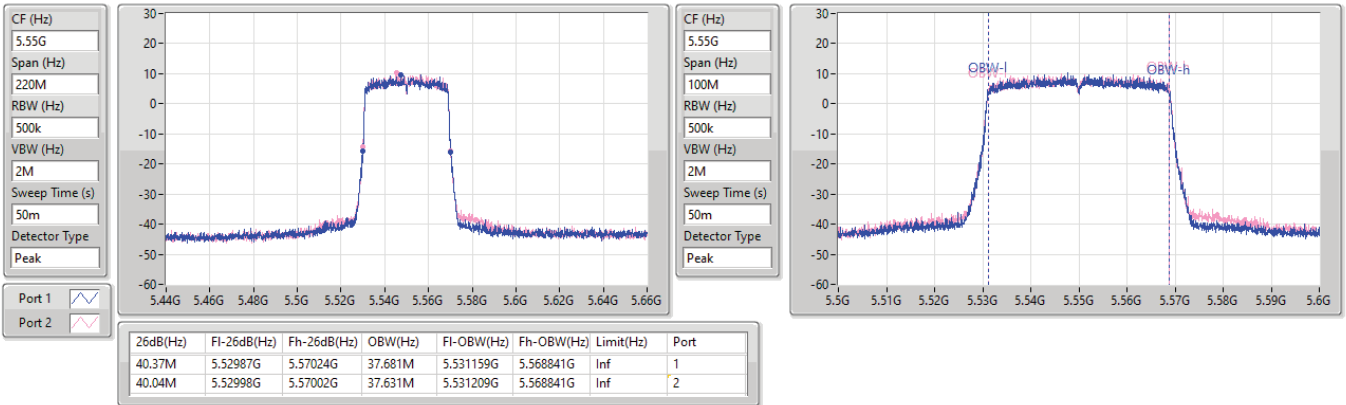 CF (Hz)
5.55G
Span (Hz)
220M
RBW (Hz)
500k
VBW (Hz)
2M
Sweep Time (s)
50m
Detector Type
Peak
Port 1
Port 2
30
20
10
0
-10
-20
-30
-40
-50
-60
5.44G 5.46G 5.48G 5.5G 5.52G 5.54G 5.56G 5.58G 5.6G 5.62G 5.64G 5.66G
CF (Hz)
5.55G
Span (Hz)
100M
RBW (Hz)
500k
VBW (Hz)
2M
Sweep Time (s)
50m
Detector Type
Peak
30
20
10
0
-10
-20
-30
-40
-50
-60
OBW-l OBW-h
5.5G 5.51G 5.52G 5.53G 5.54G 5.55G 5.56G 5.57G 5.58G 5.59G 5.6G
26dB(Hz) Fl-26dB(Hz) Fh-26dB(Hz) OBW(Hz) Fl-OBW(Hz) Fh-OBW(Hz) Limit(Hz) Port
40.37M 5.52987G 5.57024G 37.681M 5.531159G 5.568841G Inf 1
40.04M 5.52998G 5.57002G 37.631M 5.531209G 5.568841G Inf 2